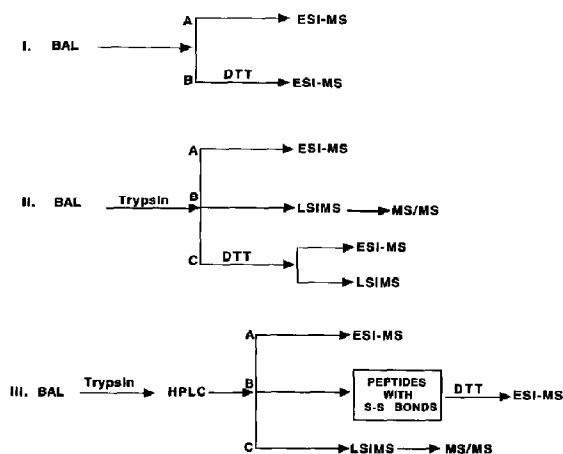 A ESI-MS
I. BAL
B DTT ESI-MS
A ESI-MS
II. BAL Trypsin B LSIMS MS/MS
C DTT ESI-MS
LSIMS
A ESI-MS
III. BAL Trypsin HPLC B PEPTIDES WITH S-S BONDS DTT ESI-MS
C LSIMS MS/MS